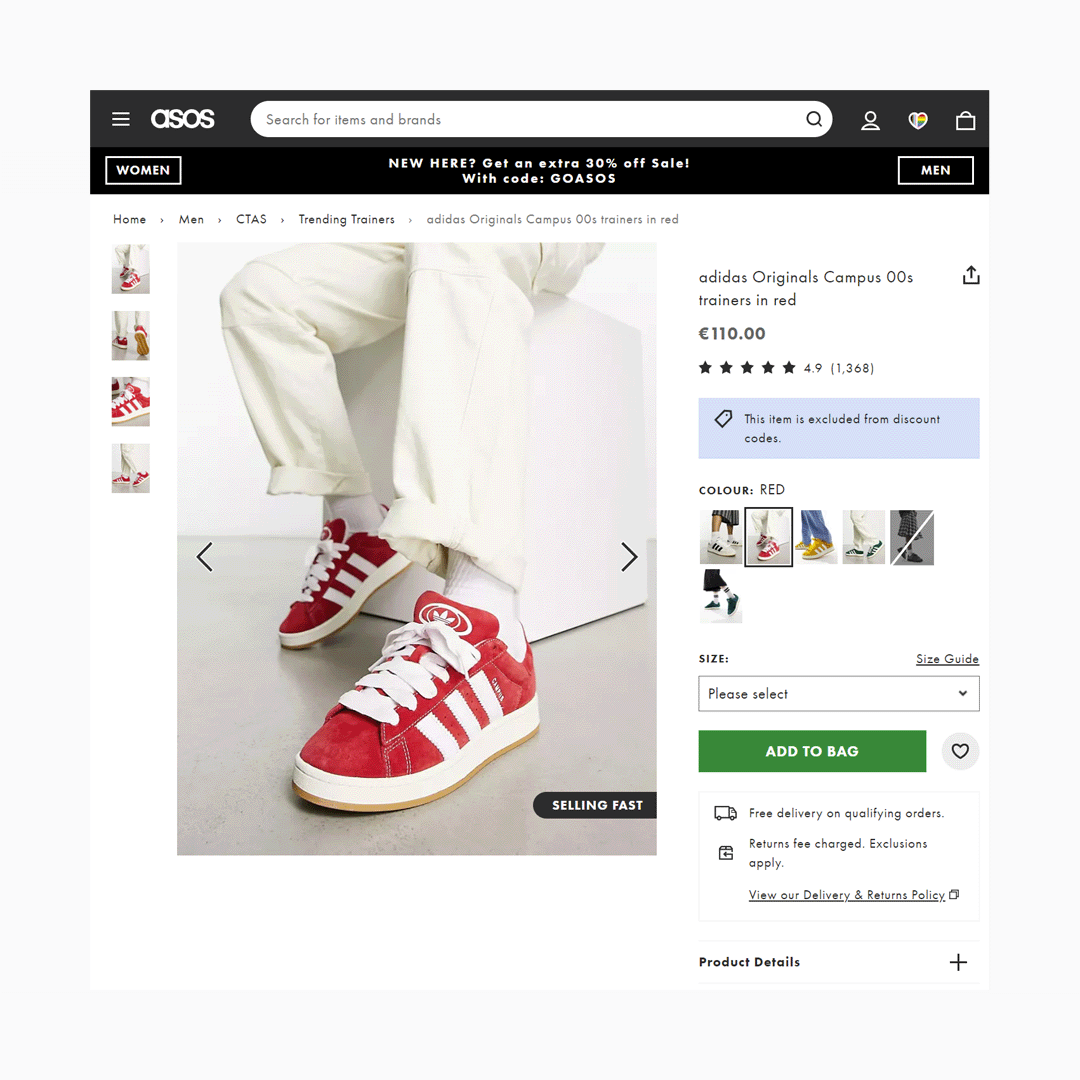 asos
Search for items and brands
WOMEN
NEW HERE? Get an extra 30% off Sale!
With code: GOASOS
MEN
Home › Men › CTAS › Trending Trainers › adidas Originals Campus 00s trainers in red
adidas Originals Campus 00s
trainers in red
€110.00
4.9 (1,368)
This item is excluded from discount
codes.
COLOUR: RED
SIZE:
Size Guide
Please select
ADD TO BAG
CAMPUS
SELLING FAST
Free delivery on qualifying orders.
Returns fee charged. Exclusions
apply.
View our Delivery & Returns Policy
Product Details